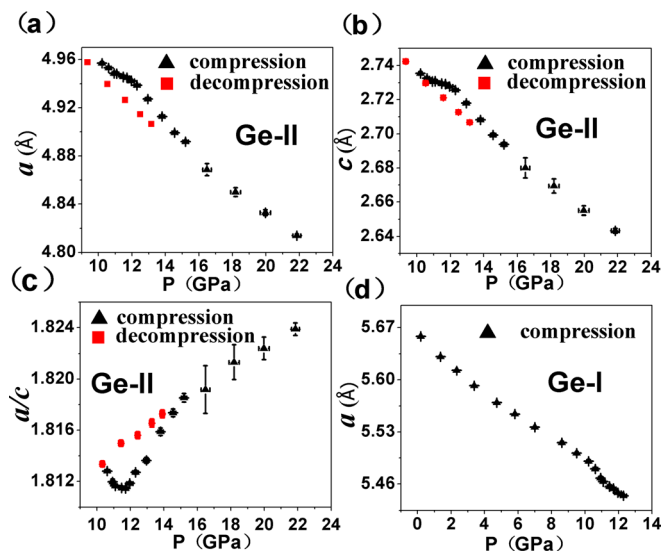 (a)
4.96
4.92
4.88
4.84
4.80
a (Å)
compression
decompression
Ge-II
10 12 14 16 18 20 22 24
P (GPa)
(b)
2.74
2.72
2.70
2.68
2.66
2.64
c (Å)
compression
decompression
Ge-II
10 12 14 16 18 20 22 24
P (GPa)
(c)
1.824
1.820
1.816
1.812
a/c
compression
decompression
Ge-II
10 12 14 16 18 20 22 24
P (GPa)
(d)
5.67
5.60
5.53
5.46
a (Å)
compression
Ge-I
0 2 4 6 8 10 12 14
P (GPa)